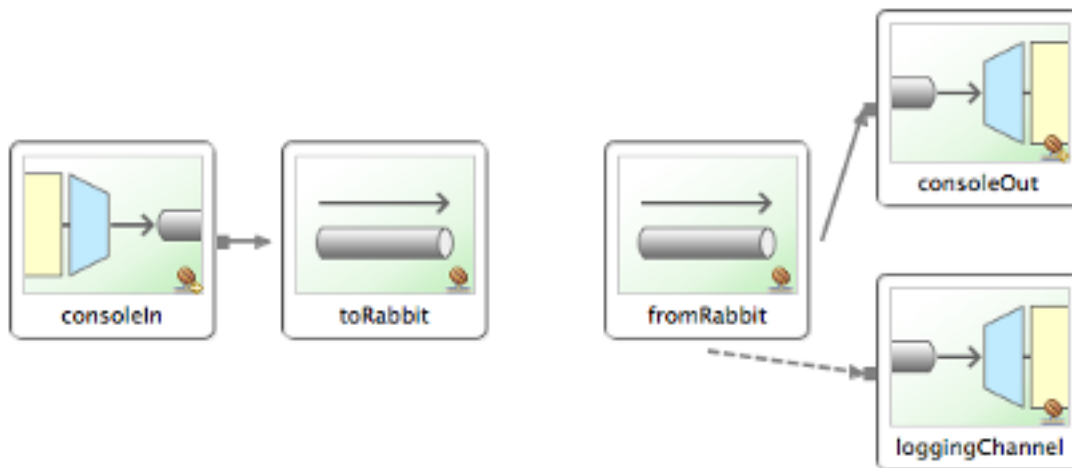 consoleIn
toRabbit
fromRabbit
consoleOut
loggingChannel